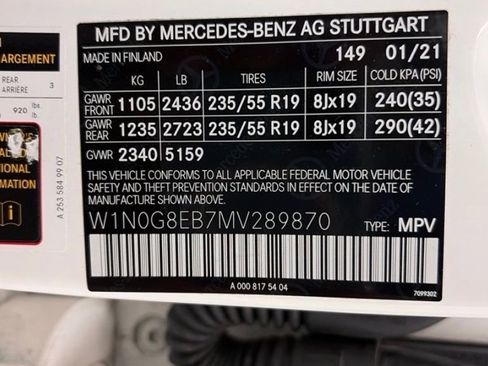 MFD BY MERCEDES-BENZ AG STUTTGART
MADE IN FINLAND 149 01/21
KG LB TIRES RIM SIZE COLD KPA(PSI)
GAWR FRONT 1105 2436 235/55 R19 8Jx19 240(35)
GAWR REAR 1235 2723 235/55 R19 8Jx19 290(42)
GVWR 2340 5159
THIS VEHICLE CONFORMS TO ALL APPLICABLE FEDERAL MOTOR VEHICLE
SAFETY AND THEFT PREVENTION STANDARDS IN EFFECT ON THE DATE OF
MANUFACTURE SHOWN ABOVE.
W1N0G8EB7MV289870 TYPE: MPV
A 000 817 54 04
7099302
ARGEMENT
REAR
ARRIÈRE 3
lbs.
920 lb.
A 253 584 99 07